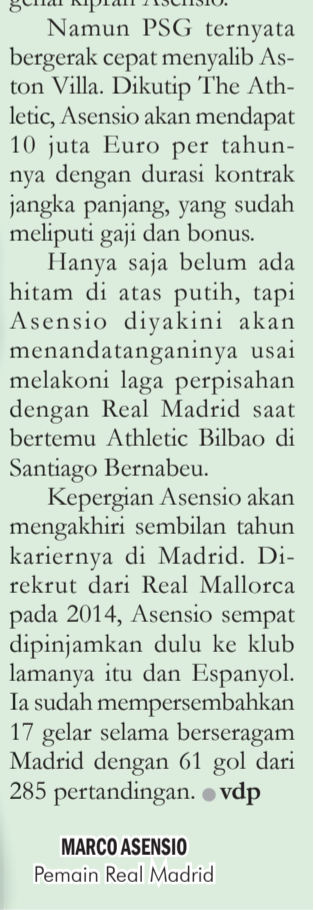 Namun PSG ternyata
bergerak cepat menyalib As-
ton Villa. Dikutip The Ath-
letic, Asensio akan mendapat
10 juta Euro per tahun-
nya dengan durasi kontrak
jangka panjang, yang sudah
meliputi gaji dan bonus.
Hanya saja belum ada
hitam di atas putih, tapi
Asensio diyakini akan
menandatanganinya usai
melakoni laga perpisahan
dengan Real Madrid saat
bertemu Athletic Bilbao di
Santiago Bernabeu.
Kepergian Asensio akan
mengakhiri sembilan tahun
kariernya di Madrid. Di-
rekrut dari Real Mallorca
pada 2014, Asensio sempat
dipinjamkan dulu ke klub
lamanya itu dan Espanyol.
Ia sudah mempersembahkan
17 gelar selama berseragam
Madrid dengan 61 gol dari
285 pertandingan. ● vdp
MARCO ASENSIO
Pemain Real Madrid